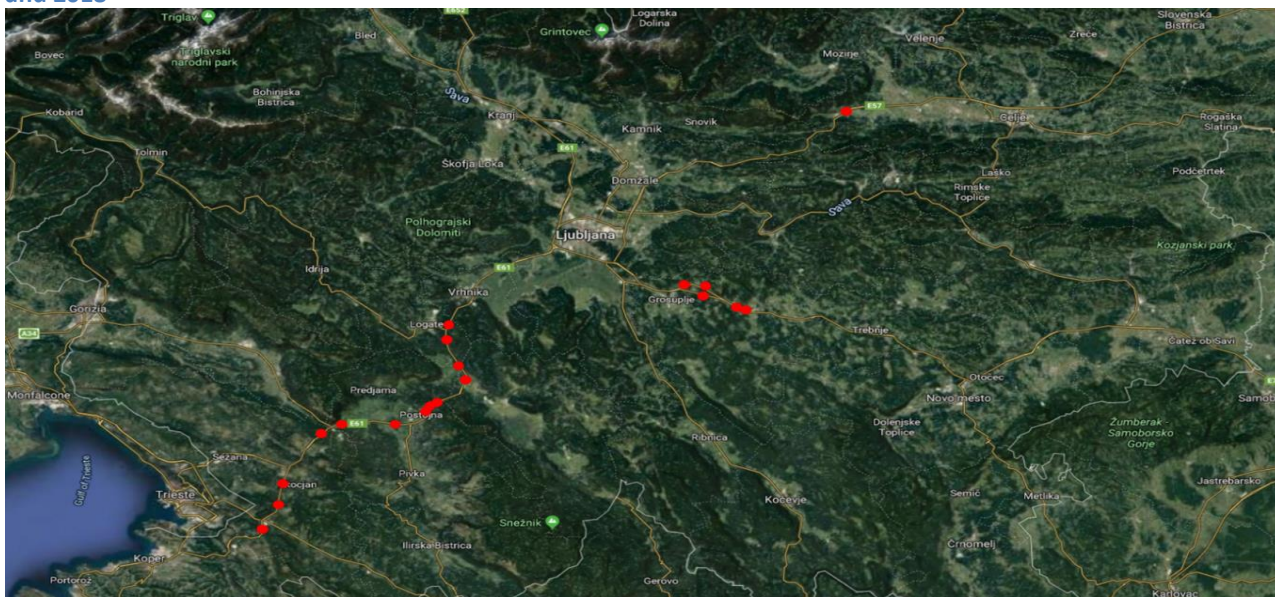 and 2018
Triglav
Triglavski
narodni park
Bovec
Bled
E652
Grintovec
Logarska
Dolina
Mozirje
Velenje
Zreče
Slovenska
Bistrica
Bohinjska
Bistrica
Sava
Kranj
Kobarid
E61
Kamnik
Snovik
E57
Celje
Rogaška
Slatina
Tolmin
Škofja Loka
Domžale
Laško
Podčetrtek
Rimske
Toplice
Sava
Polhograjski
Dolomiti
Ljubljana
Kozjanski park
Idrija
E61
Vrhnika
Grosuplje
Gorizia
A34
Logate
Trebnje
Čatež ob Savi
Predjama
Otočec
Monfalcone
Novo mesto
Samob
E61
Postojna
Dolenjske
Toplice
Žumberak -
Samoborsko
Gorje
Ribnica
Sežana
Gulf of Trieste
Pivka
Kocjan
Trieste
Kočevje
Semič
Metlika
Jastrebarsko
Snežnik
Koper
Ilirska Bistrica
Črnomelj
Portorož
Gerovo
Karlovac